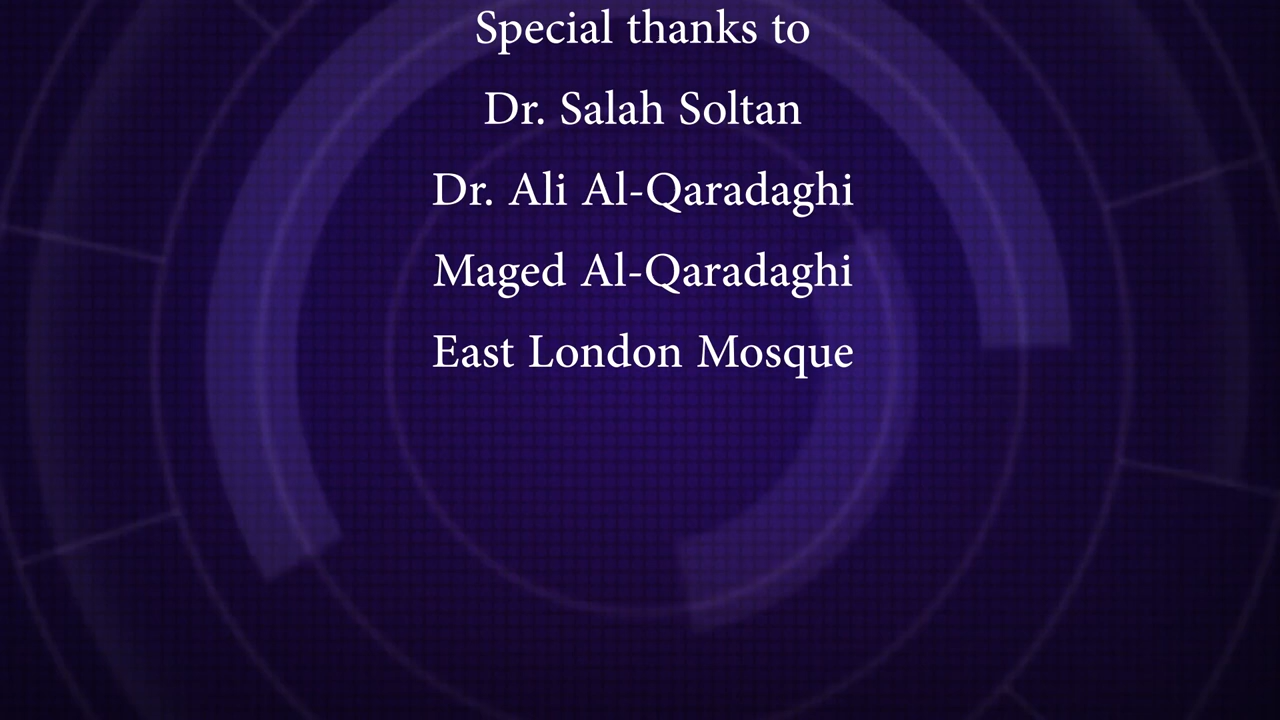 Special thanks to
Dr. Salah Soltan
Dr. Ali Al-Qaradaghi
Maged Al-Qaradaghi
East London Mosque